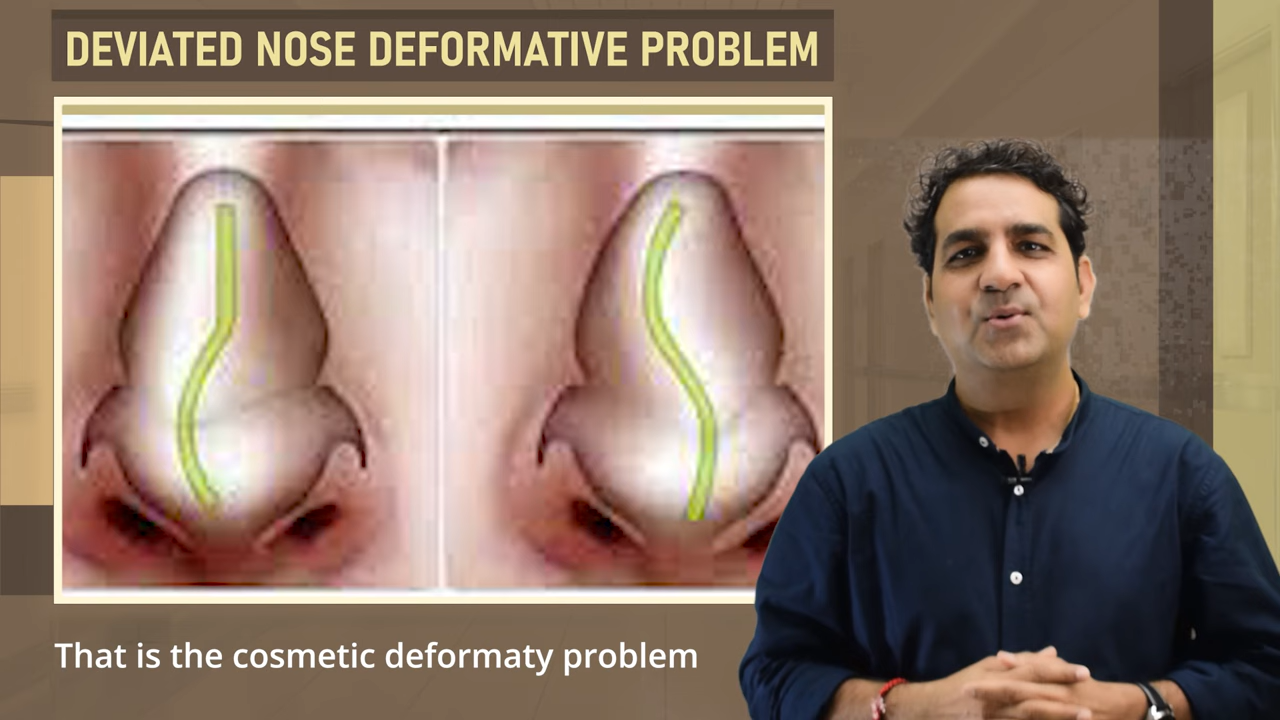 DEVIATED NOSE DEFORMATIVE PROBLEM
That is the cosmetic deformaty problem